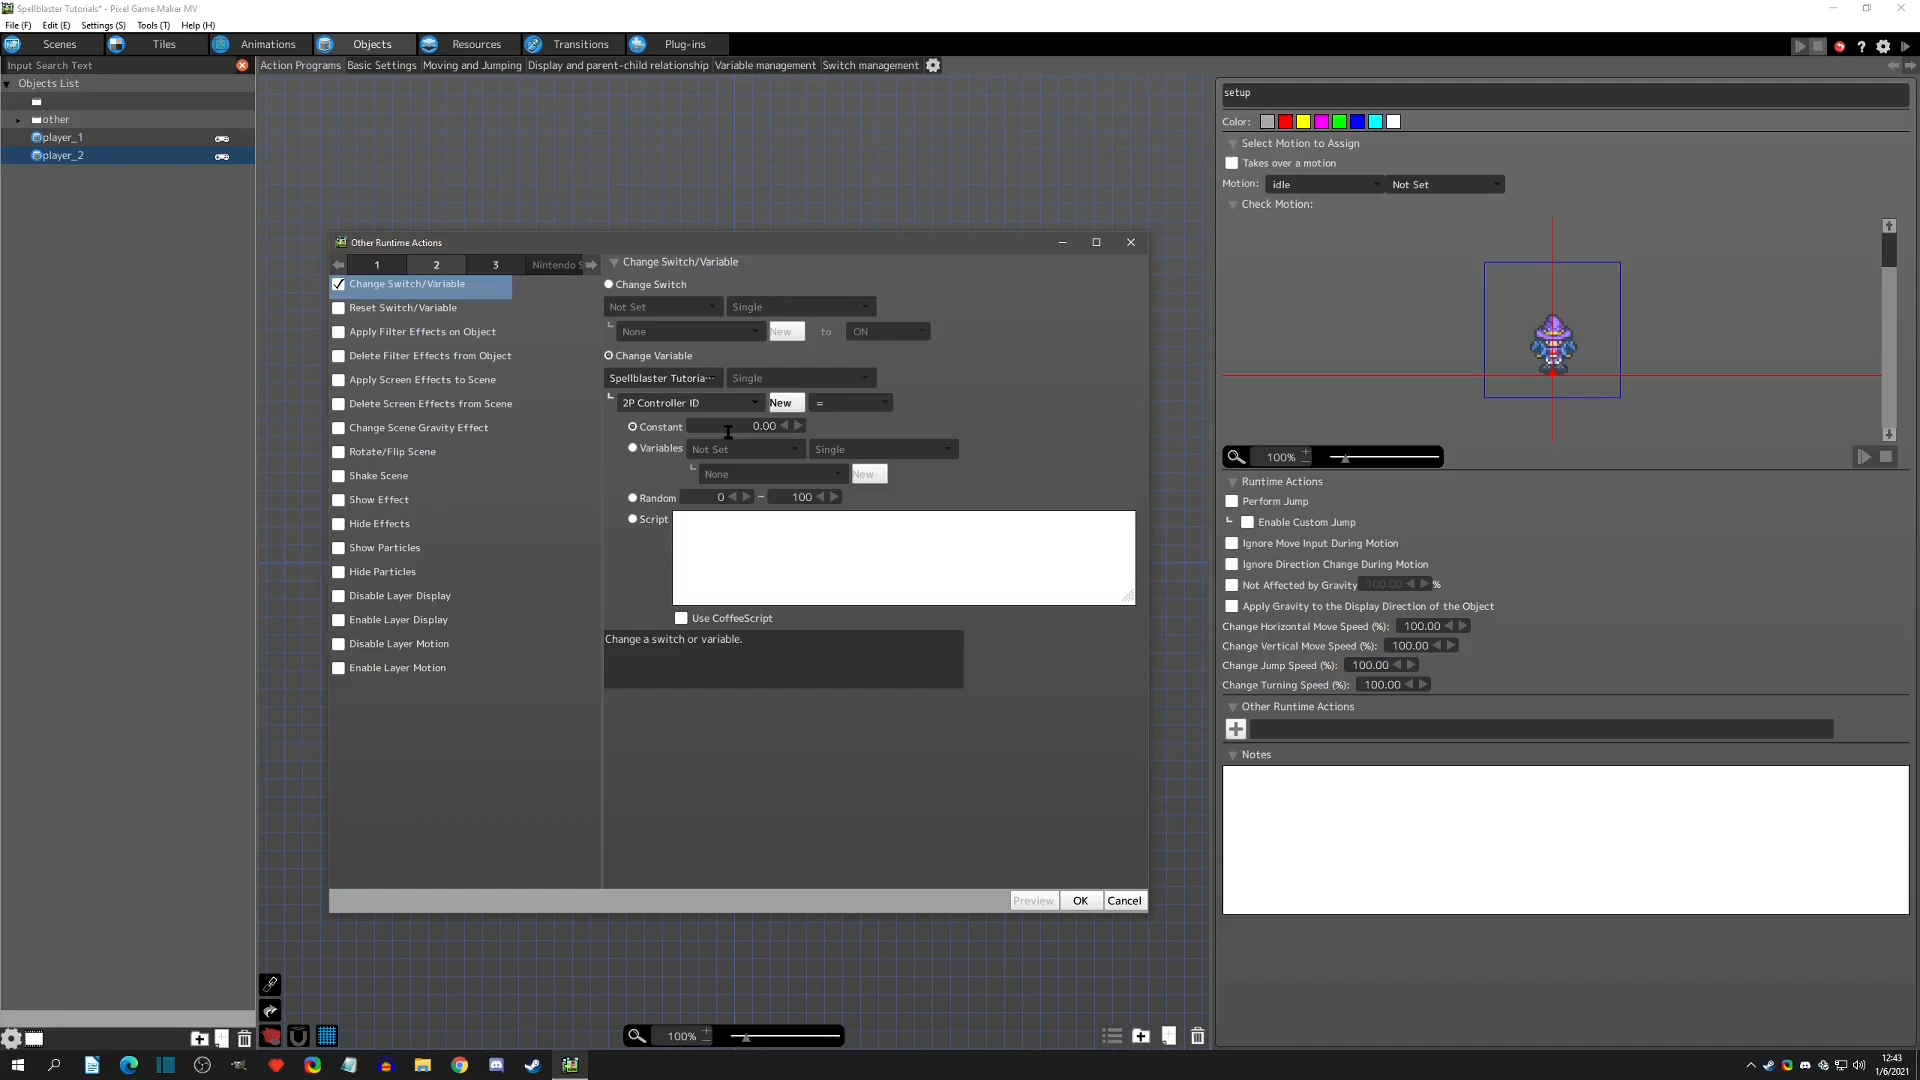 Spellblaster Tutorials* - Pixel Game Maker MV
File (F) Edit (E) Settings (S) Tools (T) Help (H)
Scenes Tiles Animations Objects Resources Transitions Plug-ins
Input Search Text
Action Programs Basic Settings Moving and Jumping Display and parent-child relationship Variable management Switch management
Objects List
other
player_1
player_2
Other Runtime Actions
1 2 3 Nintendo S
Change Switch/Variable
Reset Switch/Variable
Apply Filter Effects on Object
Delete Filter Effects from Object
Apply Screen Effects to Scene
Delete Screen Effects from Scene
Change Scene Gravity Effect
Rotate/Flip Scene
Shake Scene
Show Effect
Hide Effects
Show Particles
Hide Particles
Disable Layer Display
Enable Layer Display
Disable Layer Motion
Enable Layer Motion
Change Switch/Variable
Change Switch
Not Set Single
None New to ON
Change Variable
Spellblaster Tutoria··· Single
2P Controller ID New =
Constant 0.00
Variables Not Set Single
None New
Random 0 ~ 100
Script
Use CoffeeScript
Change a switch or variable.
Preview OK Cancel
100%
setup
Color:
Select Motion to Assign
Takes over a motion
Motion: idle Not Set
Check Motion:
100%
Runtime Actions
Perform Jump
Enable Custom Jump
Ignore Move Input During Motion
Ignore Direction Change During Motion
Not Affected by Gravity 100.00 %
Apply Gravity to the Display Direction of the Object
Change Horizontal Move Speed (%): 100.00
Change Vertical Move Speed (%): 100.00
Change Jump Speed (%): 100.00
Change Turning Speed (%): 100.00
Other Runtime Actions
Notes
12:43
1/6/2021